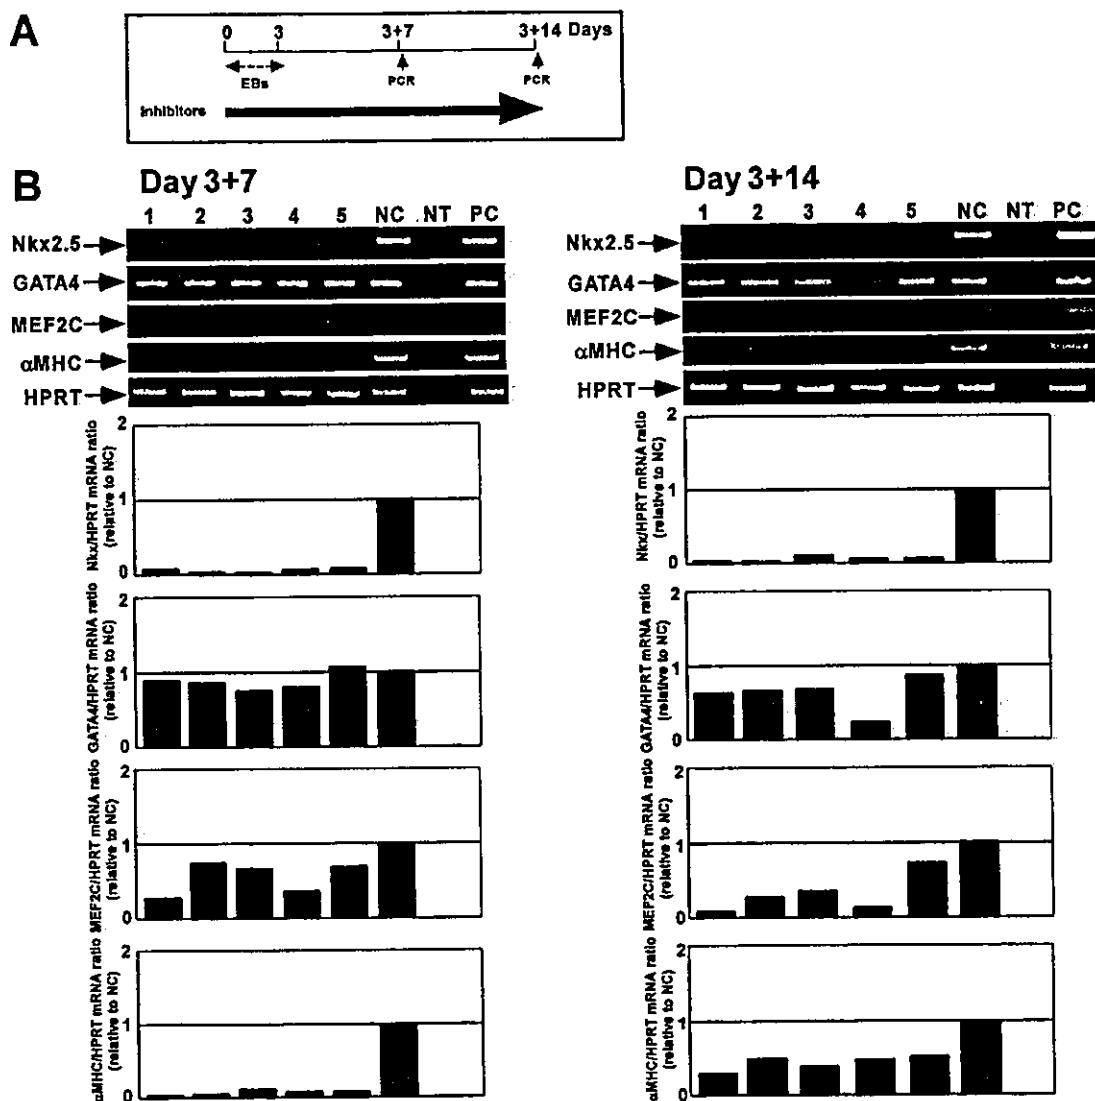 A
0 3 3+7 3+14 Days
EBs PCR PCR
Inhibitors
B
Day 3+7
1 2 3 4 5 NC NT PC
Nkx2.5
GATA4
MEF2C
αMHC
HPRT
2
1
0
Nkx/HPRT mRNA ratio
(relative to NC)
2
1
0
GATA4/HPRT mRNA ratio
(relative to NC)
2
1
0
MEF2C/HPRT mRNA ratio
(relative to NC)
2
1
0
αMHC/HPRT mRNA ratio
(relative to NC)
Day 3+14
1 2 3 4 5 NC NT PC
Nkx2.5
GATA4
MEF2C
αMHC
HPRT
2
1
0
Nkx/HPRT mRNA ratio
(relative to NC)
2
1
0
GATA4/HPRT mRNA ratio
(relative to NC)
2
1
0
MEF2C/HPRT mRNA ratio
(relative to NC)
2
1
0
αMHC/HPRT mRNA ratio
(relative to NC)